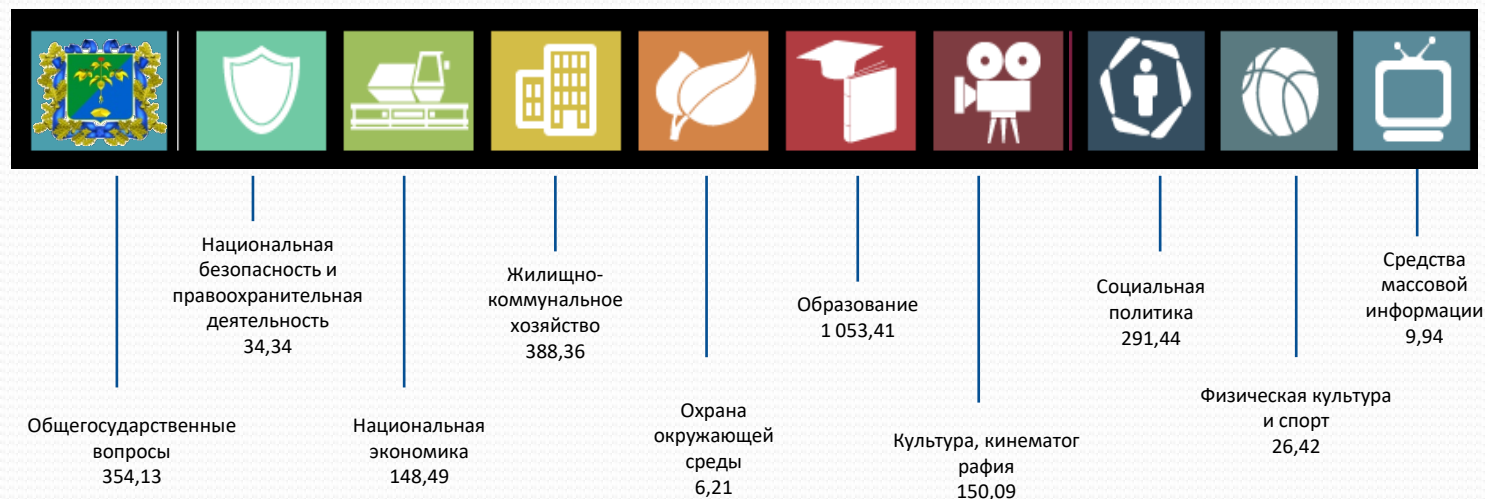 Общегосударственные
вопросы
354,13
Национальная
безопасность и
правоохранительная
деятельность
34,34
Национальная
экономика
148,49
Жилищно-
коммунальное
хозяйство
388,36
Охрана
окружающей
среды
6,21
Образование
1 053,41
Культура, кинематог
рафия
150,09
Социальная
политика
291,44
Физическая культура
и спорт
26,42
Средства
массовой
информации
9,94